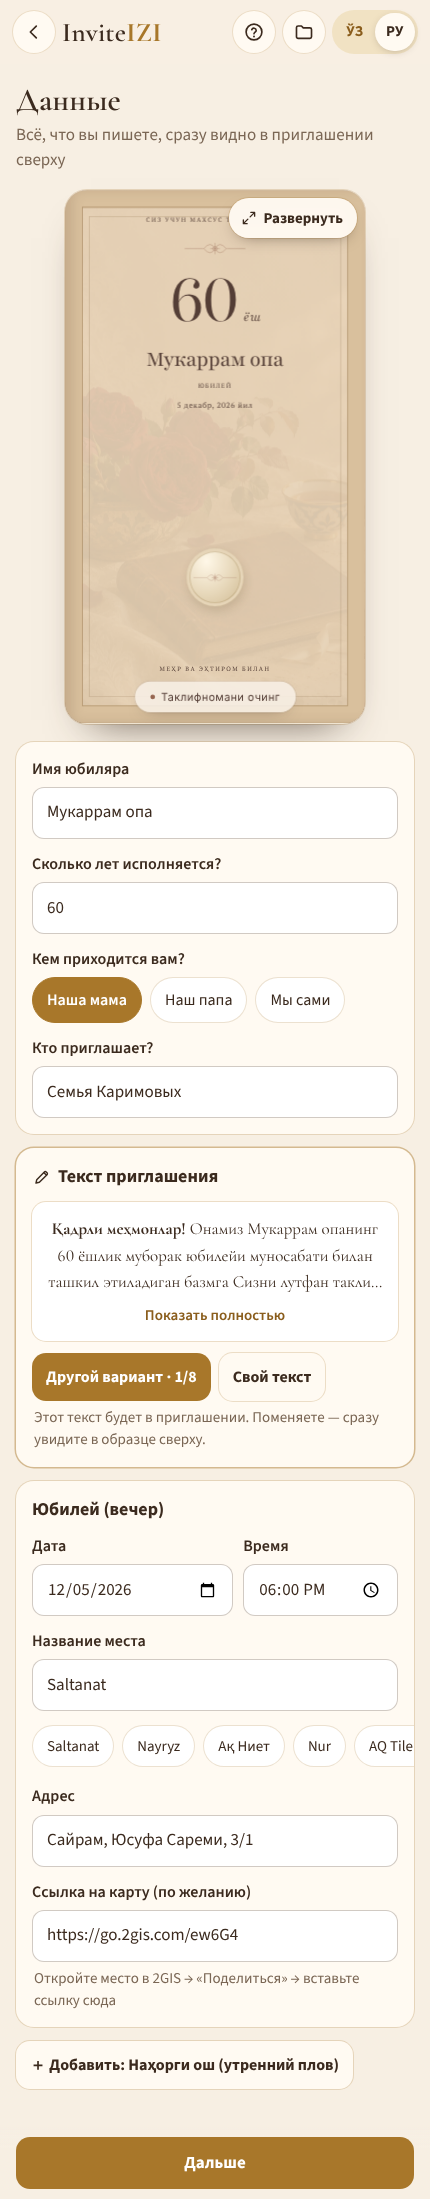 InviteIZI
ЎЗ
РУ
Данные
Всё, что вы пишете, сразу видно в приглашении
сверху
СИЗ УЧУН МАХСУС
Развернуть
60 ёш
Мукаррам опа
ЮБИЛЕЙ
5 декабр, 2026 йил
МЕҲР ВА ЭҲТИРОМ БИЛАН
Таклифномани очинг
Имя юбиляра
Мукаррам опа
Сколько лет исполняется?
60
Кем приходится вам?
Наша мама
Наш папа
Мы сами
Кто приглашает?
Семья Каримовых
Текст приглашения
Қадрли меҳмонлар! Онамиз Мукаррам опанинг
60 ёшлик муборак юбилейи муносабати билан
ташкил этиладиган базмга Сизни лутфан такли...
Показать полностью
Другой вариант · 1/8
Свой текст
Этот текст будет в приглашении. Поменяете — сразу
увидите в образце сверху.
Юбилей (вечер)
Дата
Время
12/05/2026
06:00 PM
Название места
Saltanat
Saltanat
Nayryz
Ақ Ниет
Nur
AQ Tile
Адрес
Сайрам, Юсуфа Сареми, 3/1
Ссылка на карту (по желанию)
https://go.2gis.com/ew6G4
Откройте место в 2GIS → «Поделиться» → вставьте
ссылку сюда
+ Добавить: Наҳорги ош (утренний плов)
Дальше